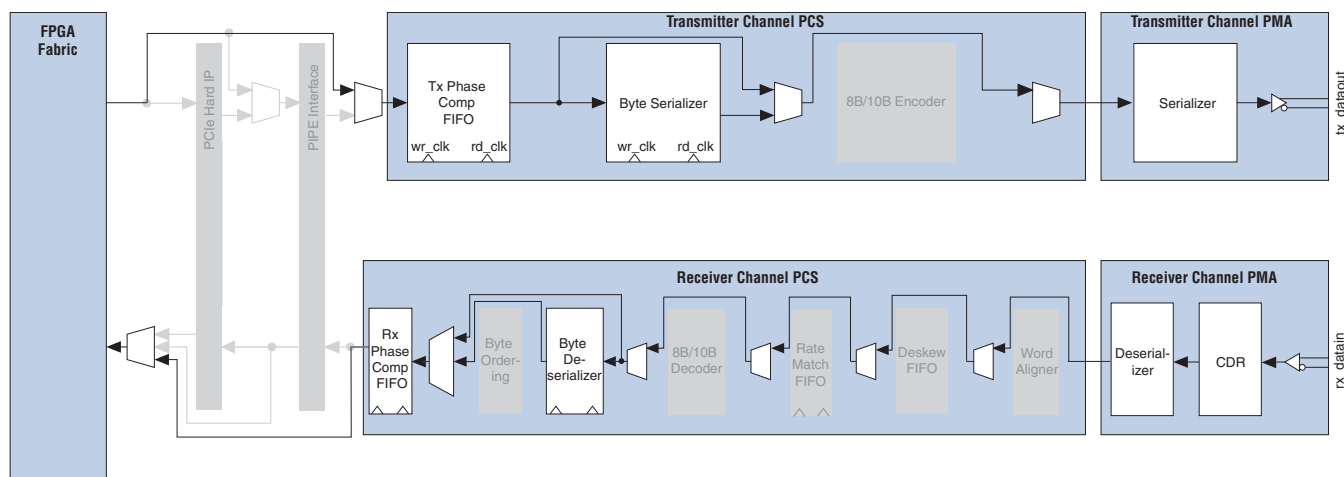 FPGA
Fabric
Transmitter Channel PCS
Transmitter Channel PMA
PCIe Hard IP
PIPE Interface
Tx Phase
Comp
FIFO
wr_clk
rd_clk
Byte Serializer
wr_clk
rd_clk
8B/10B Encoder
Serializer
tx_dataout
Receiver Channel PCS
Receiver Channel PMA
Rx
Phase
Comp
FIFO
Byte
Order-
ing
Byte
De-
serializer
8B/10B
Decoder
Rate
Match
FIFO
Deskew
FIFO
Word
Aligner
Deserial-
izer
CDR
rx_datain